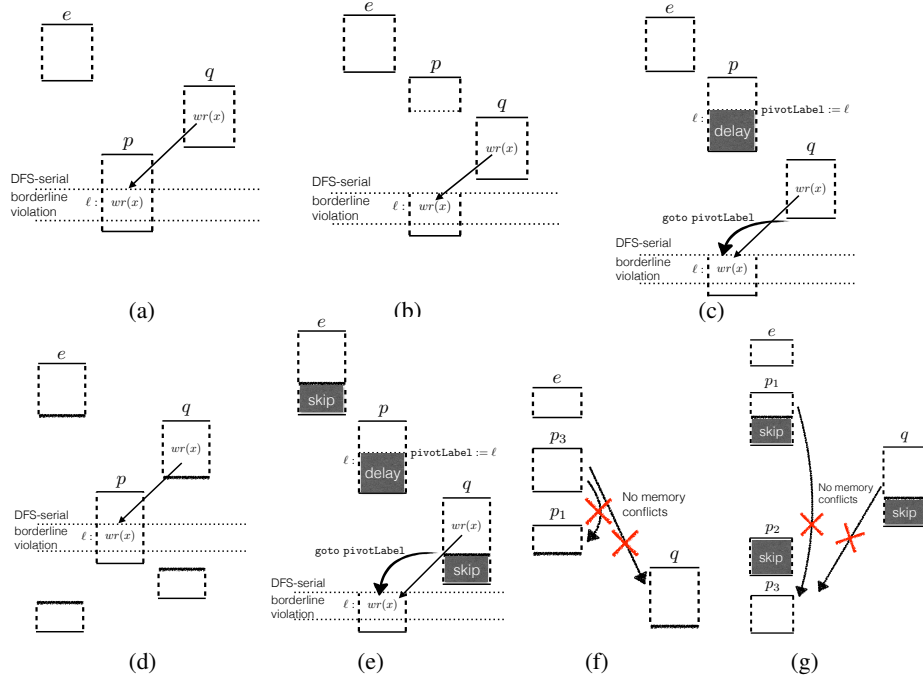 e
q
wr(x)
p
DFS-serial
borderline
violation
ℓ :
wr(x)
(a)
e
p
q
wr(x)
DFS-serial
borderline
violation
ℓ :
wr(x)
(b)
e
p
pivotLabel := ℓ
ℓ :
delay
q
wr(x)
goto pivotLabel
DFS-serial
borderline
violation
ℓ :
wr(x)
(c)
e
q
wr(x)
p
DFS-serial
borderline
violation
ℓ :
wr(x)
(d)
e
skip
p
pivotLabel := ℓ
ℓ :
delay
q
wr(x)
goto pivotLabel
skip
DFS-serial
borderline
violation
ℓ :
wr(x)
(e)
e
p3
No memory
conflicts
p1
q
(f)
e
p1
skip
q
No memory
conflicts
skip
p2
skip
p3
(g)